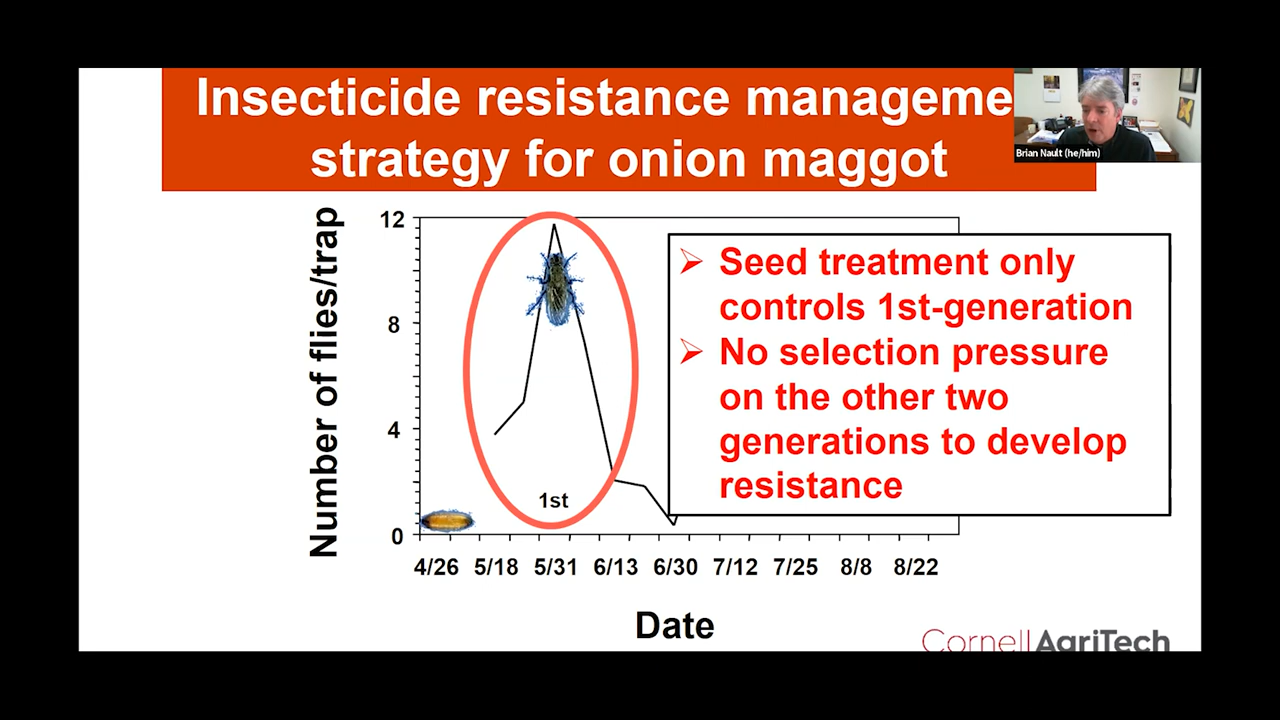 Insecticide resistance manageme
strategy for onion maggot
Brian Nault (he/him)
Number of flies/trap
12
8
4
0
1st
➢ Seed treatment only
controls 1st-generation
➢ No selection pressure
on the other two
generations to develop
resistance
4/26 5/18 5/31 6/13 6/30 7/12 7/25 8/8 8/22
Date
CornellAgriTech